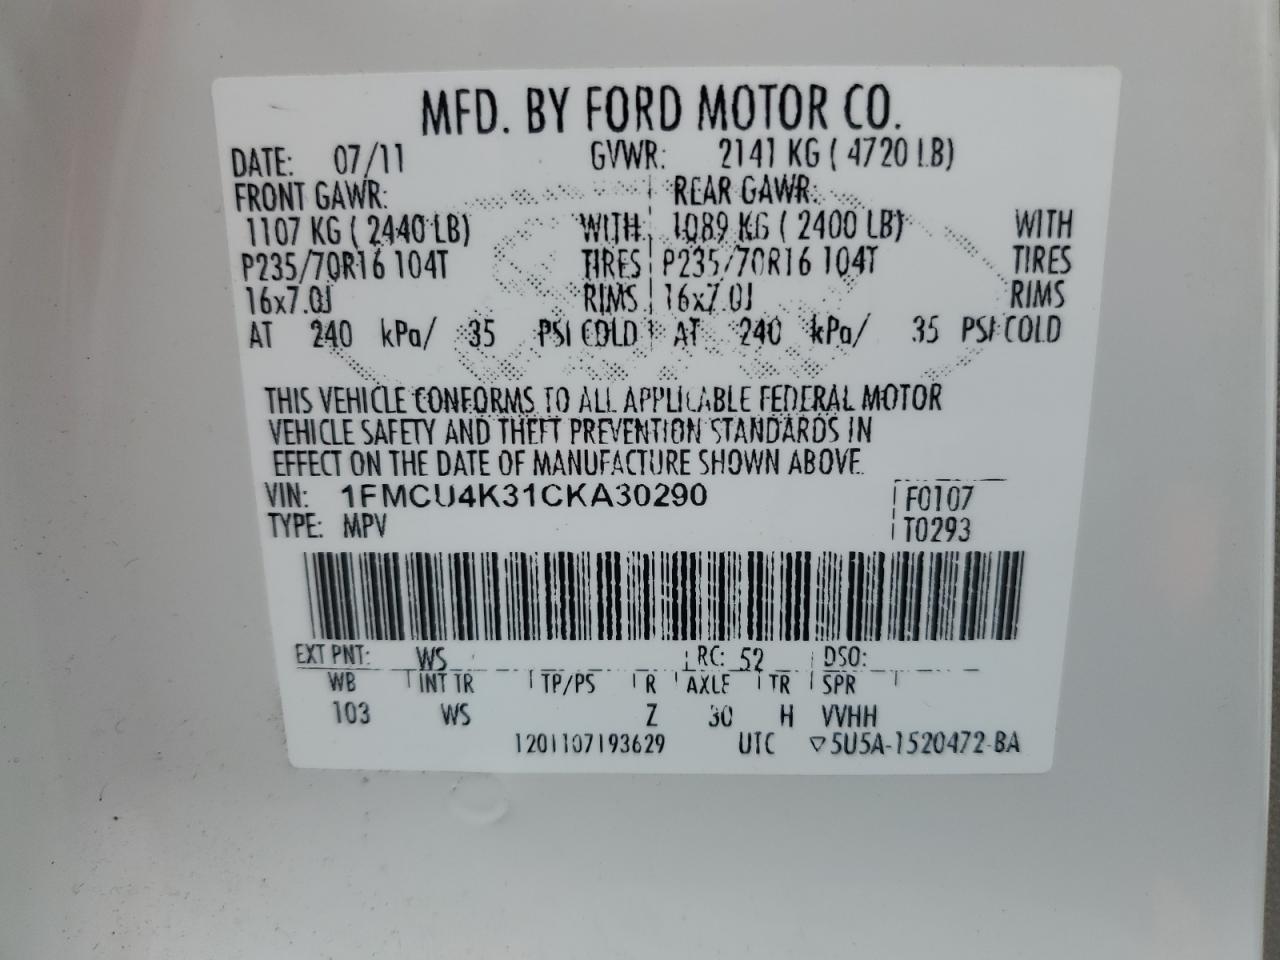 MFD. BY FORD MOTOR CO.
DATE: 07/11 GVWR: 2141 KG ( 4720 LB)
FRONT GAWR: REAR GAWR:
1107 KG ( 2440 LB) WITH 1089 KG ( 2400 LB) WITH
P235/70R16 104T TIRES P235/70R16 104T TIRES
16x7.0J RIMS 16x7.0J RIMS
AT 240 kPa/ 35 PSI COLD AT 240 kPa/ 35 PSI COLD
THIS VEHICLE CONFORMS TO ALL APPLICABLE FEDERAL MOTOR
VEHICLE SAFETY AND THEFT PREVENTION STANDARDS IN
EFFECT ON THE DATE OF MANUFACTURE SHOWN ABOVE.
VIN: 1FMCU4K31CKA30290 F0107
TYPE: MPV T0293
EXT PNT: WS RC: 52 DSO:
WB INT TR TP/PS R AXLE TR SPR
103 WS Z 30 H VVHH
1201107193629 UTC ▽5U5A-1520472-BA